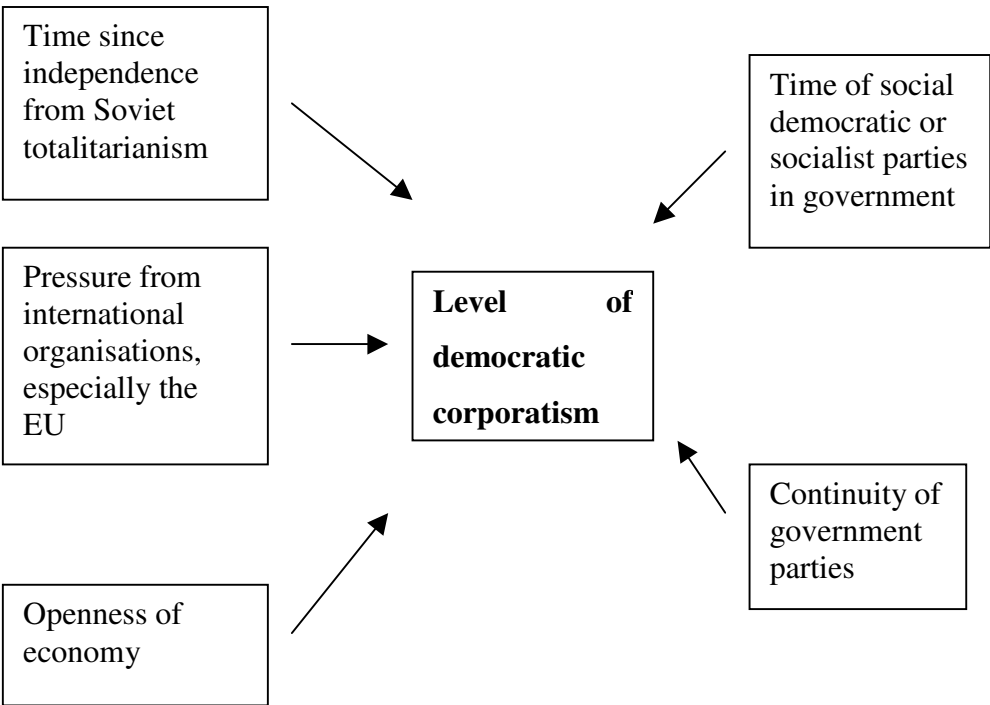 Time since
independence
from Soviet
totalitarianism
Pressure from
international
organisations,
especially the
EU
Openness of
economy
Level of
democratic
corporatism
Time of social
democratic or
socialist parties
in government
Continuity of
government
parties